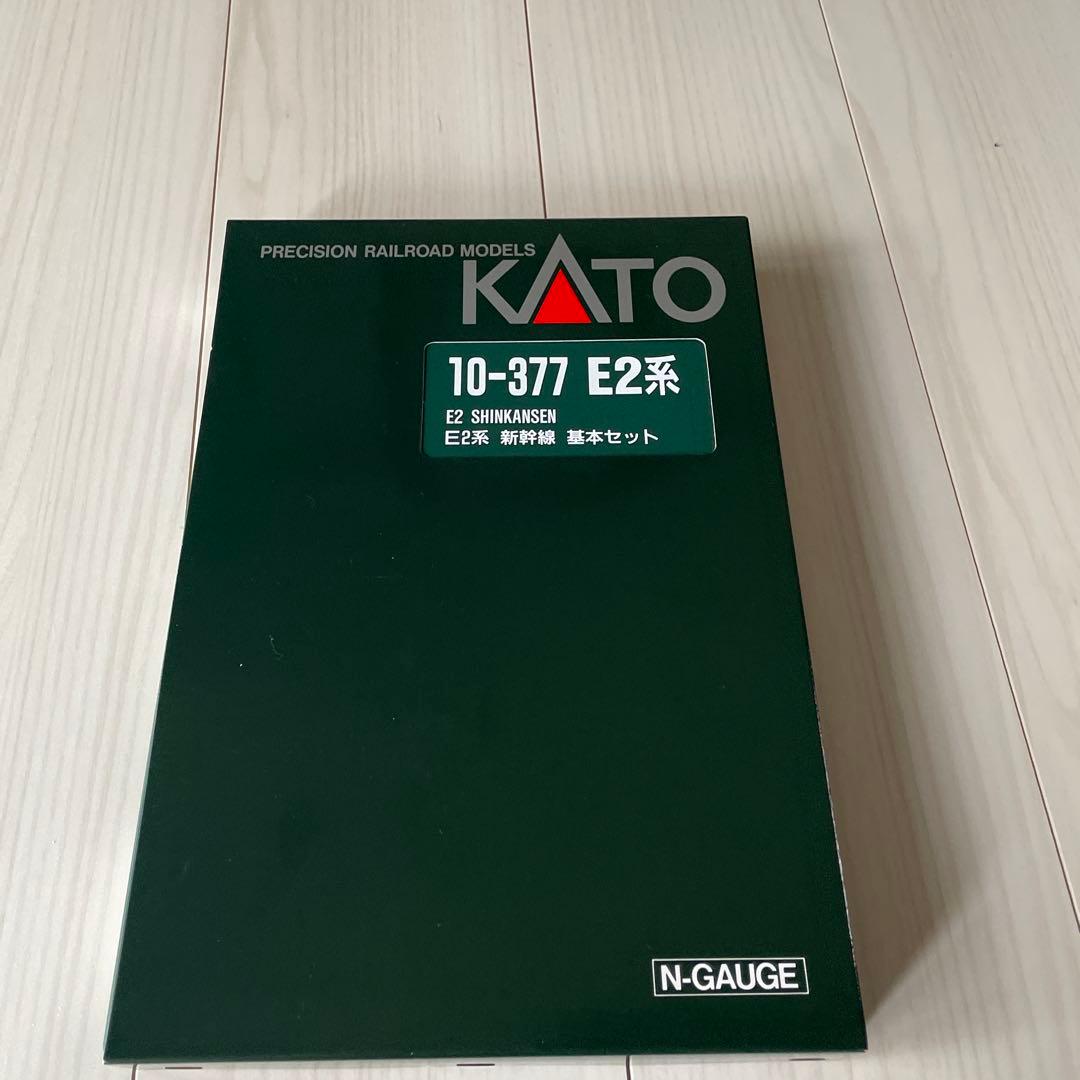 PRECISION RAILROAD MODELS
KATO
10-377 E2系
E2 SHINKANSEN
E2系 新幹線 基本セット
N-GAUGE